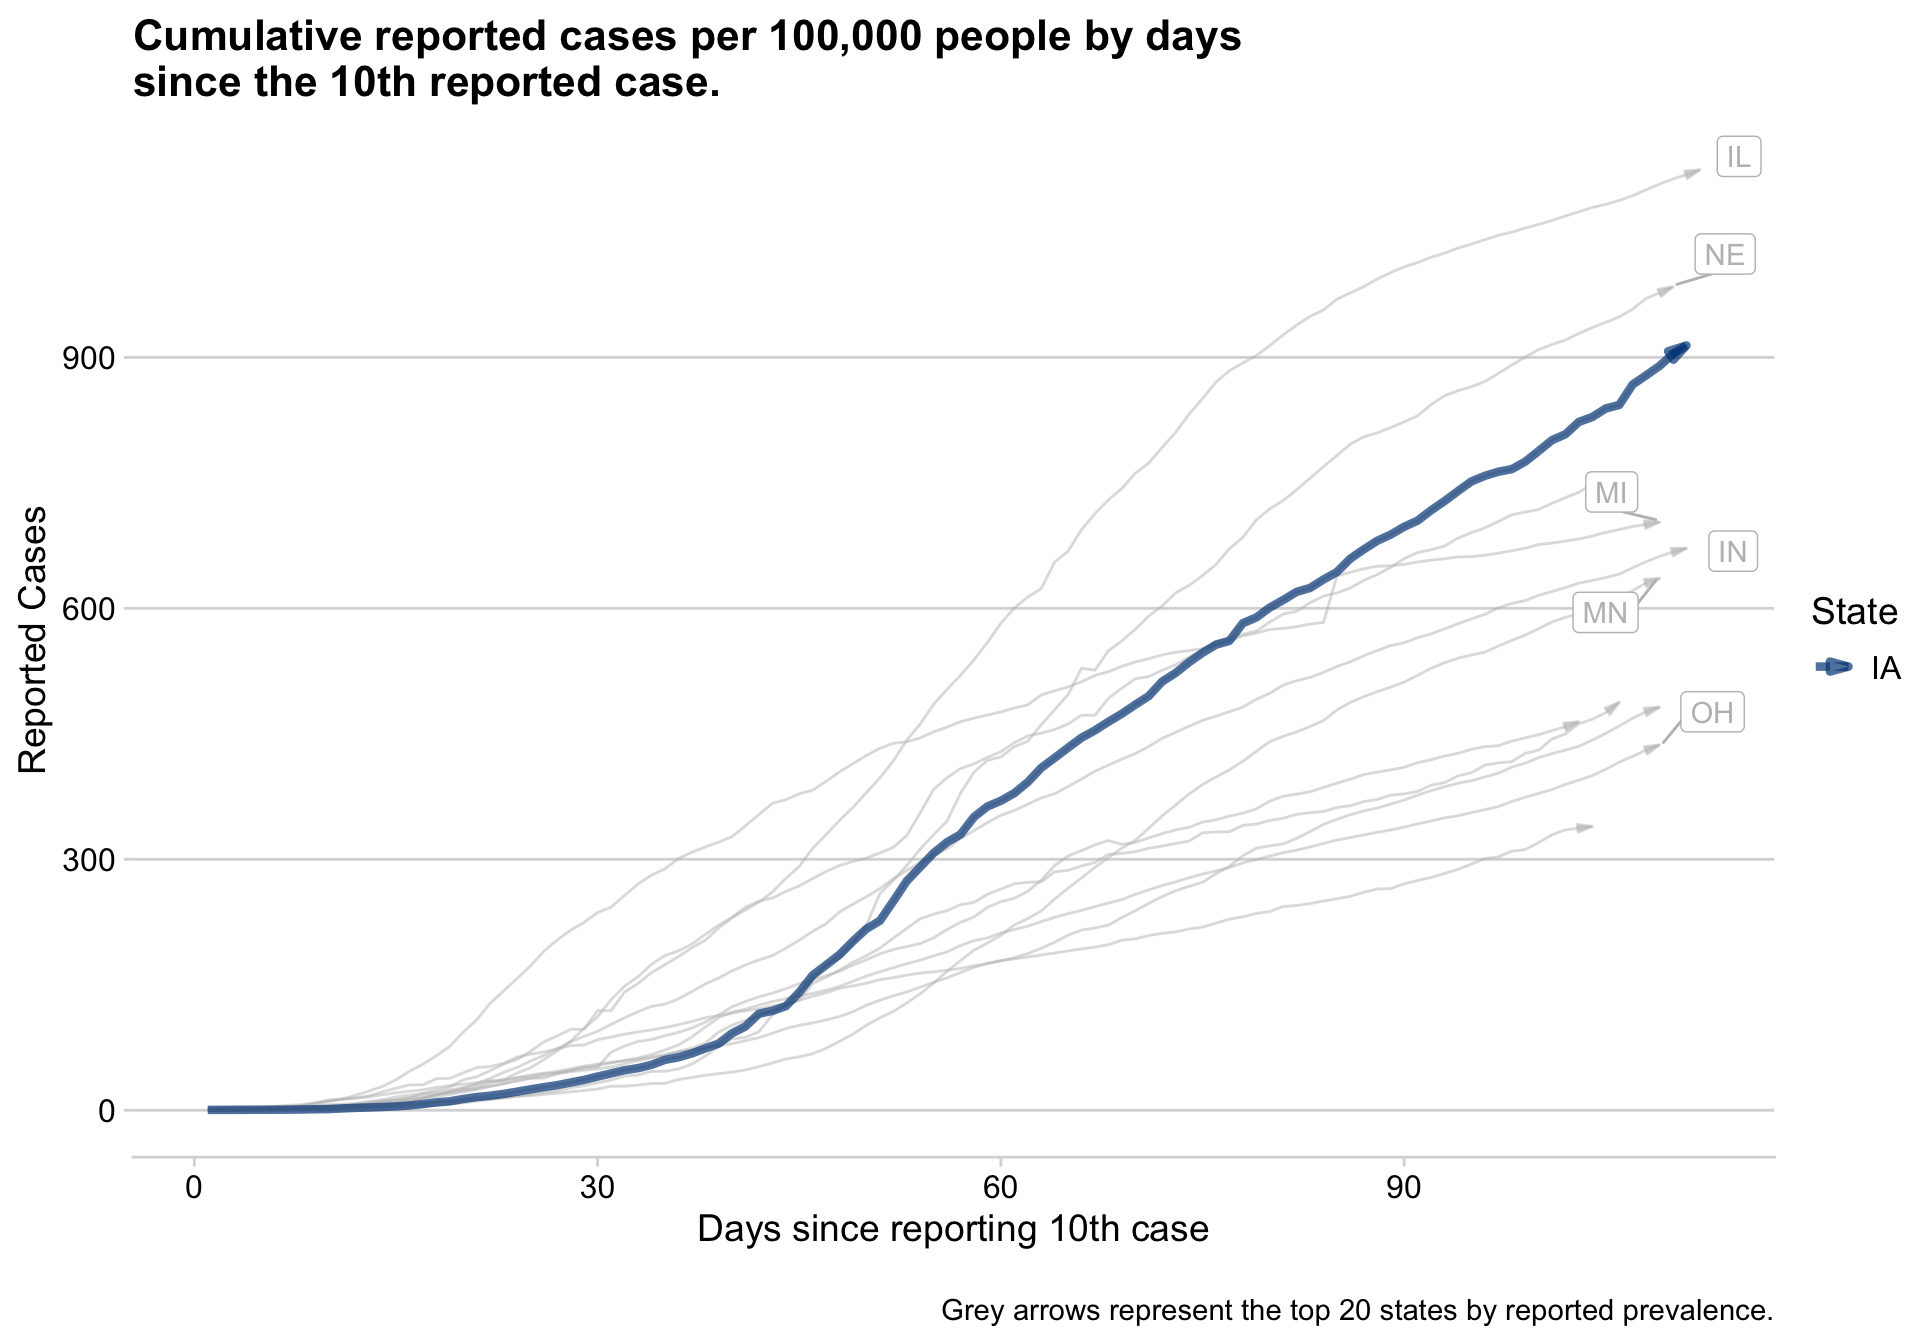 Cumulative reported cases per 100,000 people by days
since the 10th reported case.
IL
NE
900
MI
IN
600
MN
State
IA
OH
300
0
Reported Cases
0 30 60 90
Days since reporting 10th case
Grey arrows represent the top 20 states by reported prevalence.